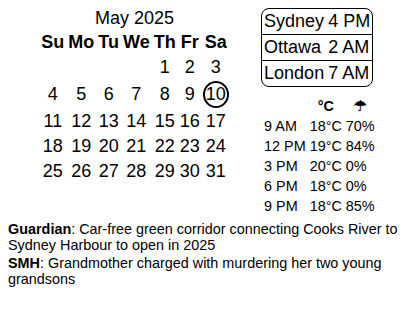 May 2025
Su Mo Tu We Th Fr Sa
1 2 3
4 5 6 7 8 9 10
11 12 13 14 15 16 17
18 19 20 21 22 23 24
25 26 27 28 29 30 31
Sydney 4 PM
Ottawa 2 AM
London 7 AM
°C ☂
9 AM 18°C 70%
12 PM 19°C 84%
3 PM 20°C 0%
6 PM 18°C 0%
9 PM 18°C 85%
Guardian: Car-free green corridor connecting Cooks River to
Sydney Harbour to open in 2025
SMH: Grandmother charged with murdering her two young
grandsons